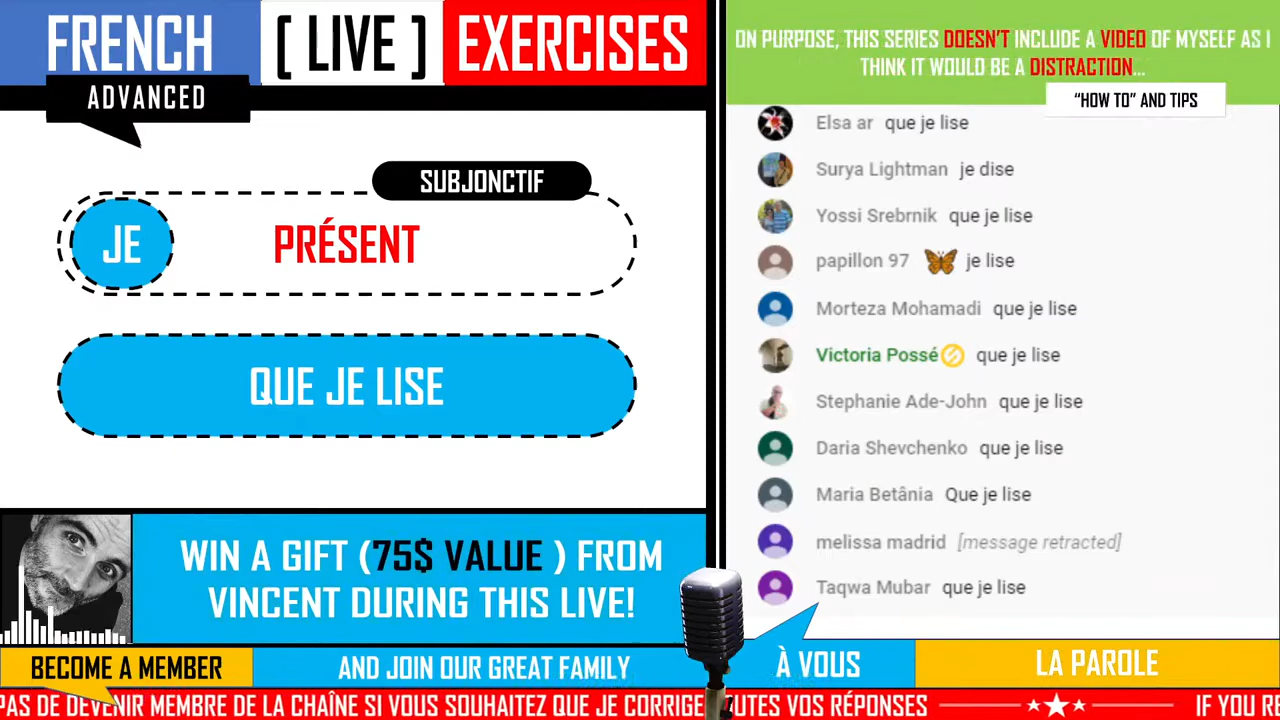 FRENCH [ LIVE ] EXERCISES
ADVANCED
SUBJONCTIF
JE PRÉSENT
QUE JE LISE
WIN A GIFT (75$ VALUE ) FROM
VINCENT DURING THIS LIVE!
BECOME A MEMBER AND JOIN OUR GREAT FAMILY
ON PURPOSE, THIS SERIES DOESN'T INCLUDE A VIDEO OF MYSELF AS I
THINK IT WOULD BE A DISTRACTION...
“HOW TO” AND TIPS
Elsa ar que je lise
Surya Lightman je dise
Yossi Srebrnik que je lise
papillon 97 je lise
Morteza Mohamadi que je lise
Victoria Possé que je lise
Stephanie Ade-John que je lise
Daria Shevchenko que je lise
Maria Betânia Que je lise
melissa madrid [message retracted]
Taqwa Mubar que je lise
À VOUS LA PAROLE
PAS DE DEVENIR MEMBRE DE LA CHAÎNE SI VOUS SOUHAITEZ QUE JE CORRIGE UTES VOS RÉPONSES IF YOU RE